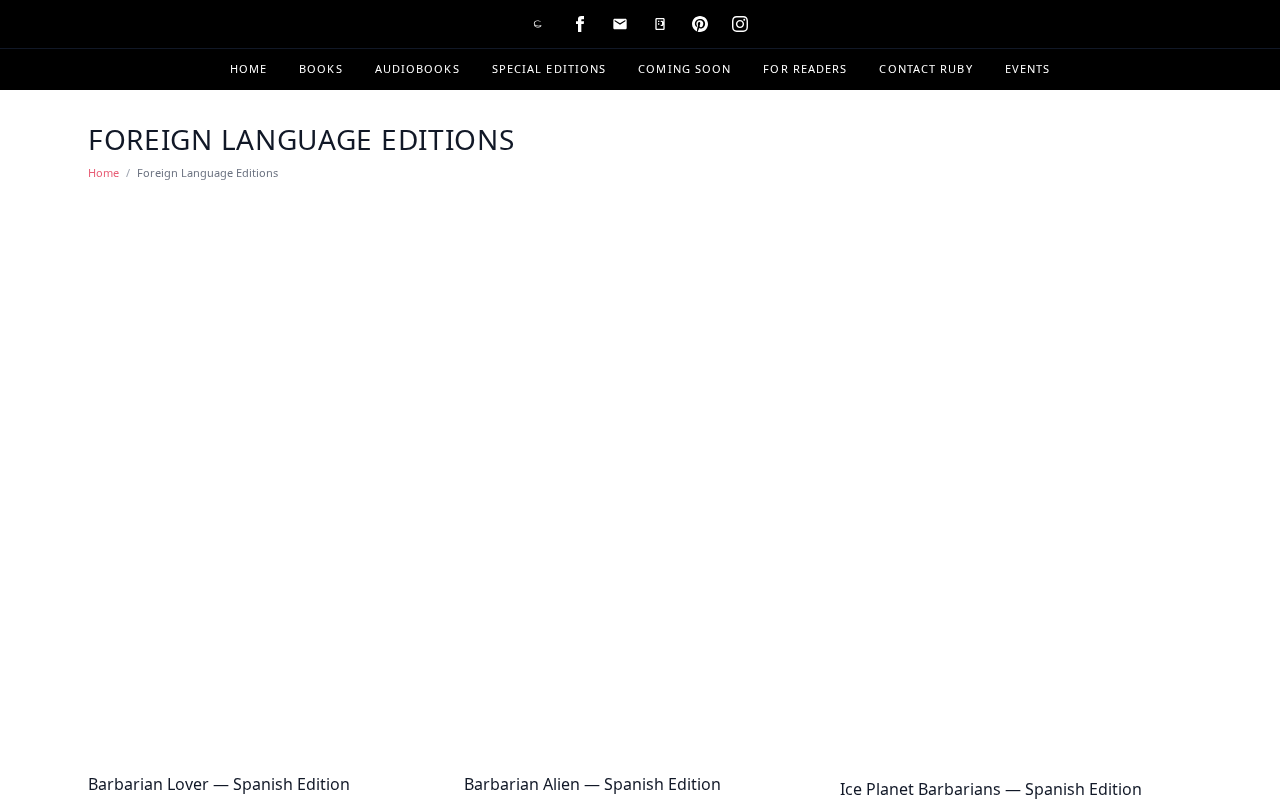 HOME BOOKS AUDIOBOOKS SPECIAL EDITIONS COMING SOON FOR READERS CONTACT RUBY EVENTS
FOREIGN LANGUAGE EDITIONS
Home / Foreign Language Editions
Barbarian Lover — Spanish Edition
Barbarian Alien — Spanish Edition
Ice Planet Barbarians — Spanish Edition